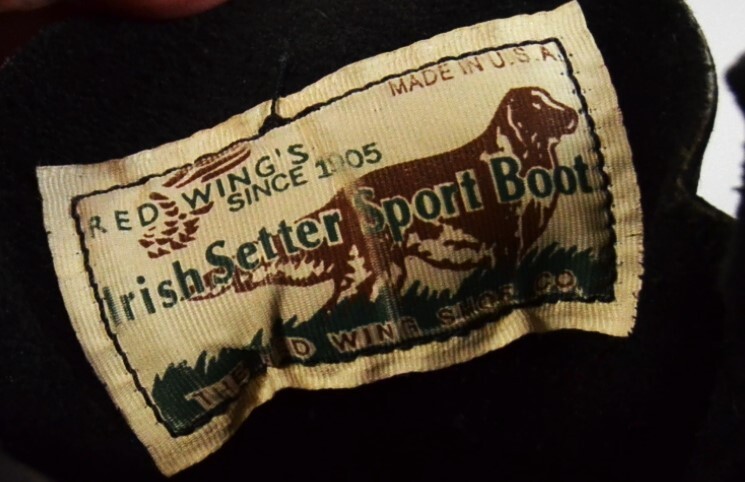 MADE IN U.S.A.
RED WING'S
SINCE 1905
Irish Setter Sport Boot
THE RED WING SHOE CO.